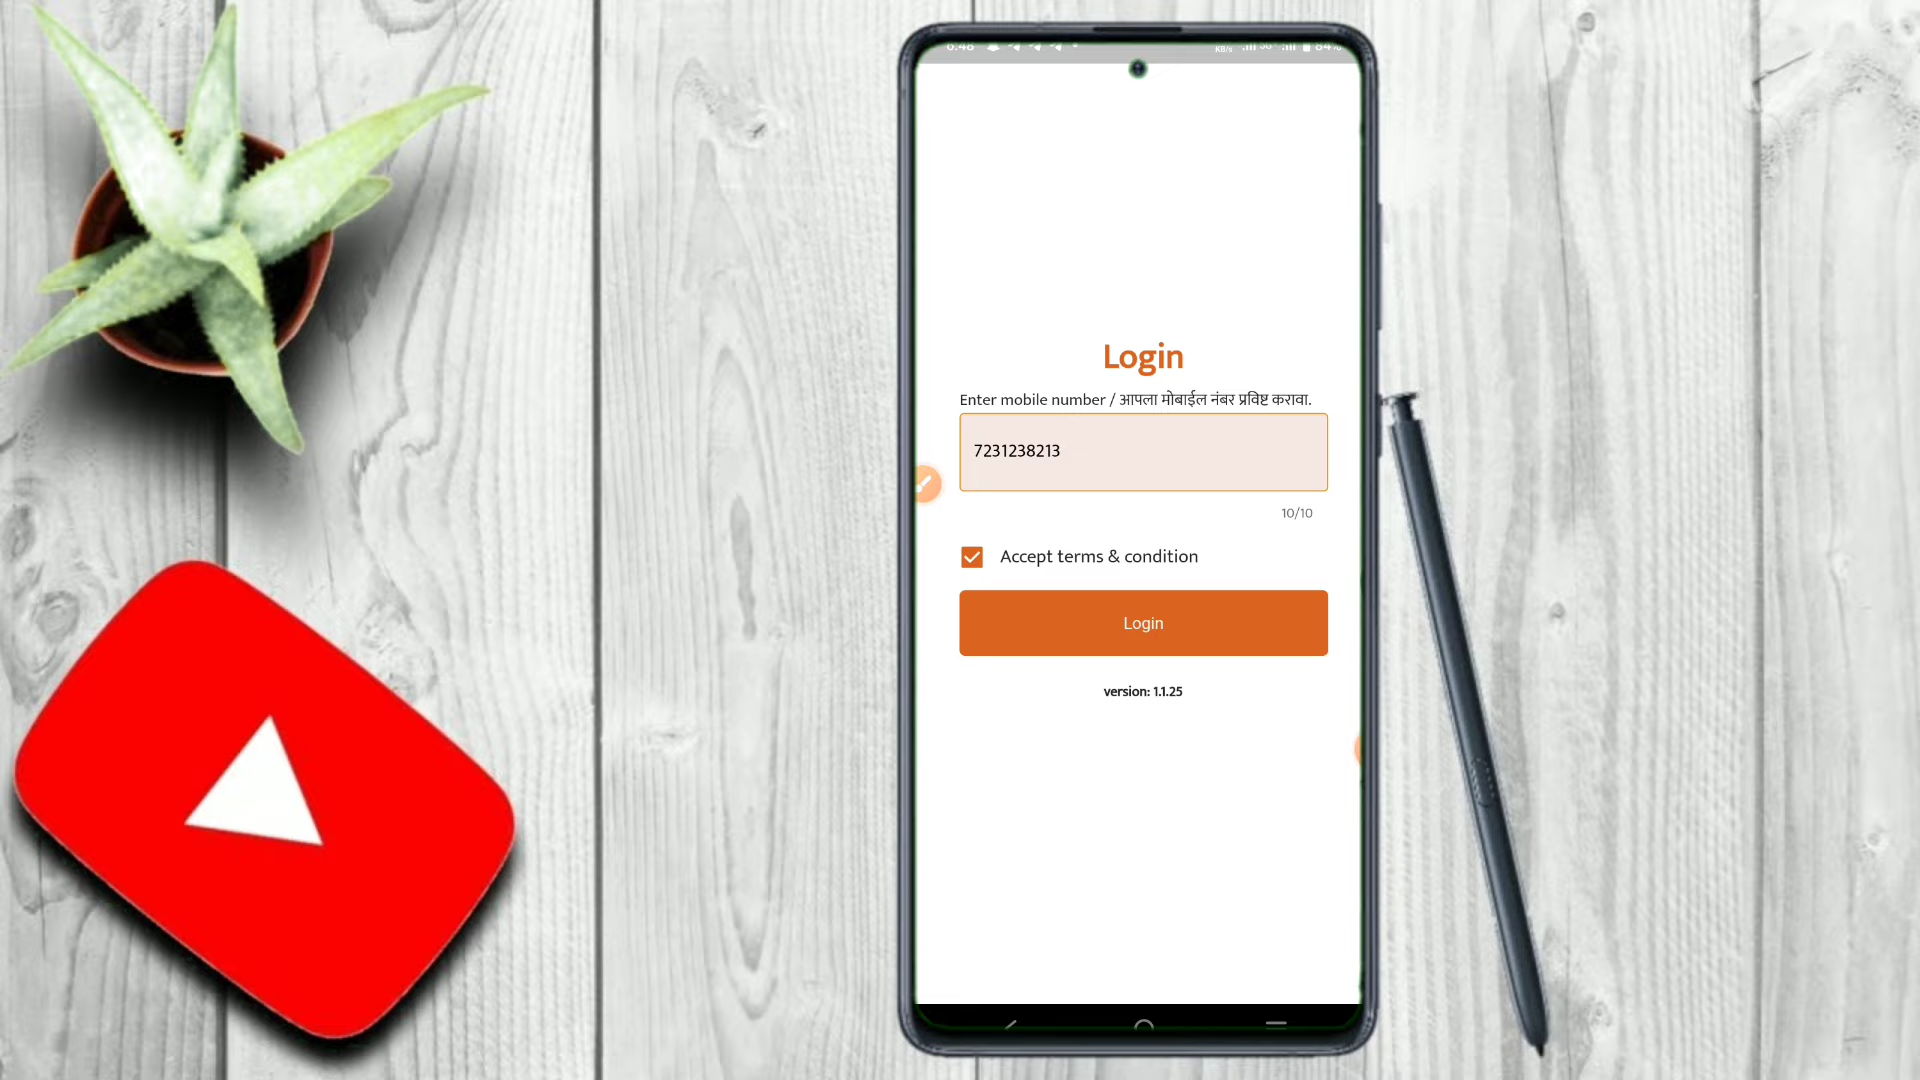 Login
Enter mobile number / आपला मोबाईल नंबर प्रविष्ट करावा.
7231238213
10/10
Accept terms & condition
Login
version: 1.1.25